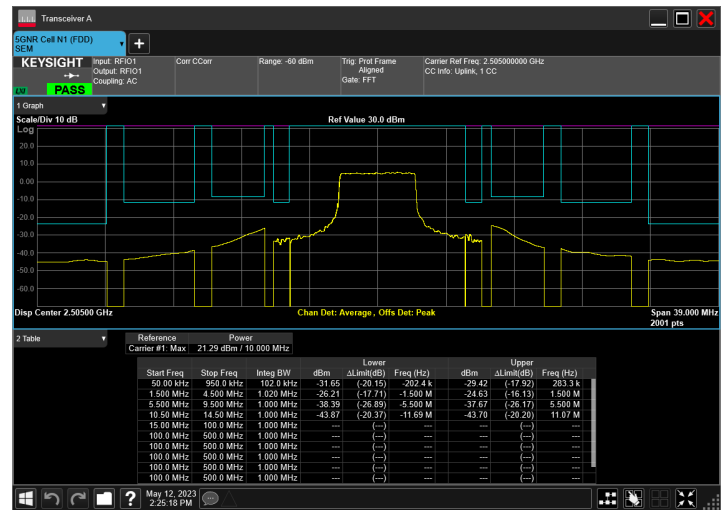 Transceiver A
5GNR Cell N1 (FDD)
SEM
+
KEYSIGHT
Input: RFIO1
Output: RFIO1
Coupling: AC
Corr CCorr
Range: -60 dBm
Trig: Prot Frame
Aligned
Gate: FFT
Carrier Ref Freq: 2.505000000 GHz
CC Info: Uplink, 1 CC
LXI
PASS
1 Graph
Scale/Div 10 dB
Ref Value 30.0 dBm
Log
20.0
10.0
0.00
-10.0
-20.0
-30.0
-40.0
-50.0
-60.0
Disp Center 2.50500 GHz
Chan Det: Average , Offs Det: Peak
Span 39.000 MHz
2001 pts
2 Table
Reference Power
Carrier #1: Max 21.29 dBm / 10.000 MHz
Lower Upper
Start Freq Stop Freq Integ BW dBm ΔLimit(dB) Freq (Hz) dBm ΔLimit(dB) Freq (Hz)
50.00 kHz 950.0 kHz 102.0 kHz -31.65 (-20.15) -202.4 k -29.42 (-17.92) 283.3 k
1.500 MHz 4.500 MHz 1.020 MHz -26.21 (-17.71) -1.500 M -24.63 (-16.13) 1.500 M
5.500 MHz 9.500 MHz 1.000 MHz -38.39 (-26.89) -5.500 M -37.67 (-26.17) 5.500 M
10.50 MHz 14.50 MHz 1.000 MHz -43.87 (-20.37) -11.69 M -43.70 (-20.20) 11.07 M
15.00 MHz 100.0 MHz 1.000 MHz --- (---) --- --- (---) ---
100.0 MHz 500.0 MHz 1.000 MHz --- (---) --- --- (---) ---
100.0 MHz 500.0 MHz 1.000 MHz --- (---) --- --- (---) ---
100.0 MHz 500.0 MHz 1.000 MHz --- (---) --- --- (---) ---
100.0 MHz 500.0 MHz 1.000 MHz --- (---) --- --- (---) ---
100.0 MHz 500.0 MHz 1.000 MHz --- (---) --- --- (---) ---
?
May 12, 2023
2:25:18 PM